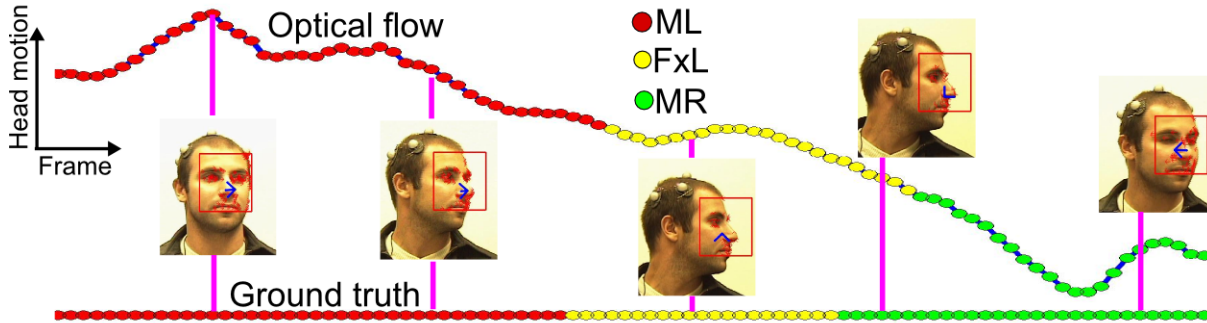 Head motion
Frame
Optical flow
ML
FxL
MR
Ground truth